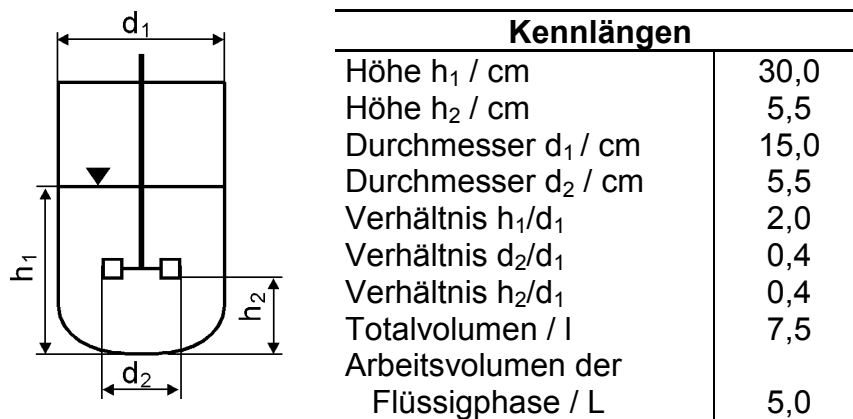 d₁
h₁
h₂
d₂
Kennlängen
Höhe h₁ / cm 30,0
Höhe h₂ / cm 5,5
Durchmesser d₁ / cm 15,0
Durchmesser d₂ / cm 5,5
Verhältnis h₁/d₁ 2,0
Verhältnis d₂/d₁ 0,4
Verhältnis h₂/d₁ 0,4
Totalvolumen / l 7,5
Arbeitsvolumen der
Flüssigphase / L 5,0